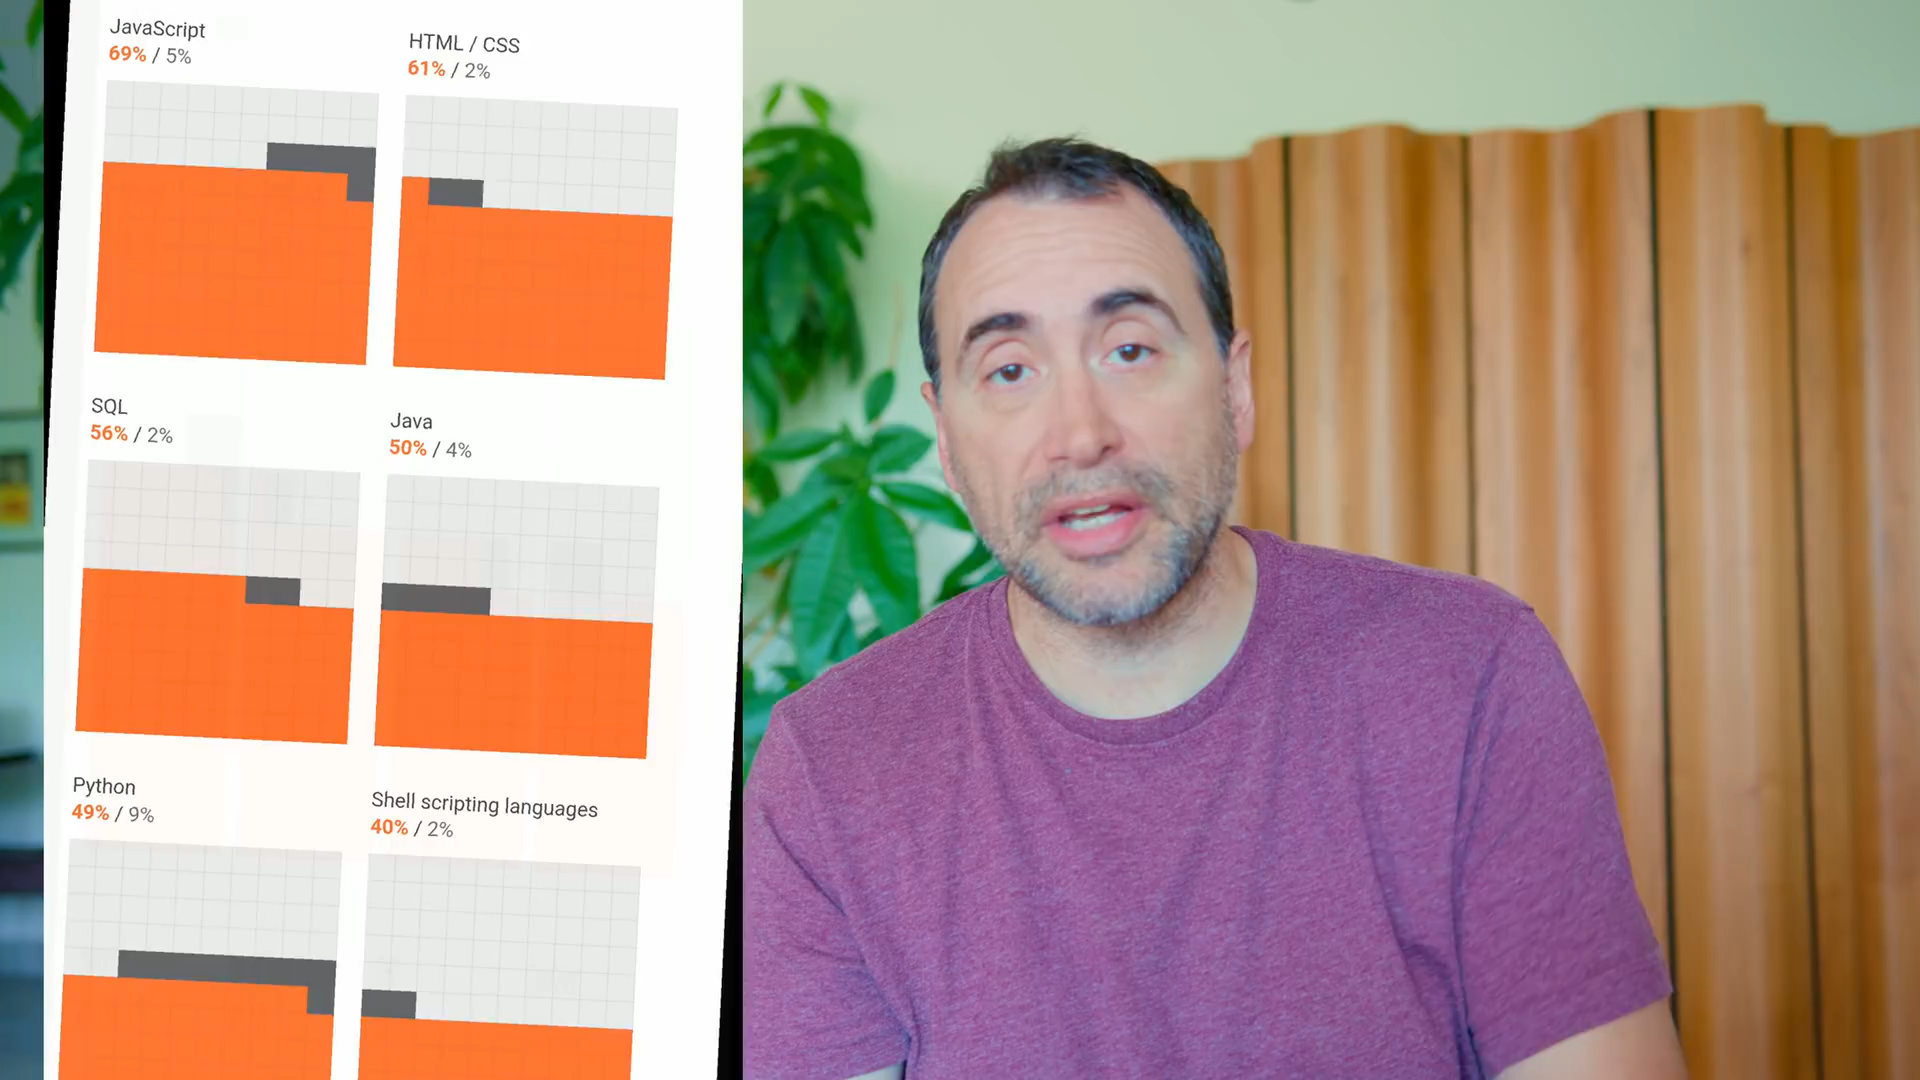 JavaScript
69% / 5%
HTML / CSS
61% / 2%
SQL
56% / 2%
Java
50% / 4%
Python
49% / 9%
Shell scripting languages
40% / 2%